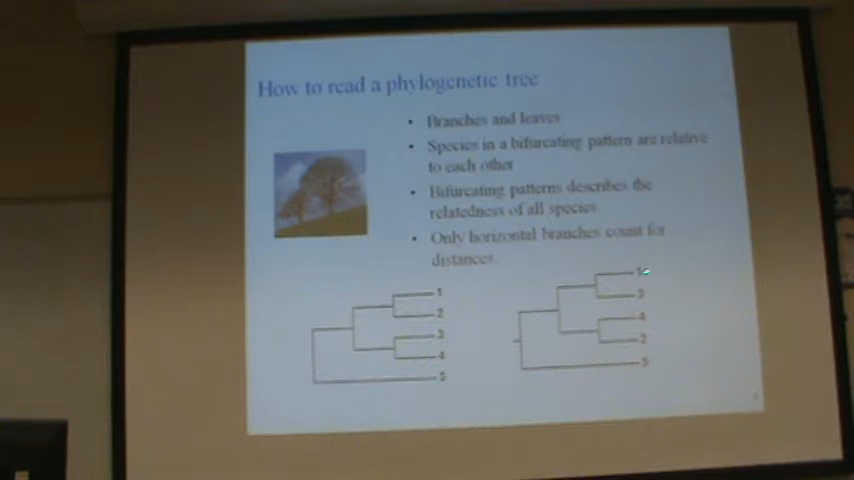 How to read a phylogenetic tree
• Branches and leaves
• Species in a bifurcating pattern are relative
to each other
• Bifurcating patterns describes the
relatedness of all species
• Only horizontal branches count for
distances.
1
2
3
4
5
1
3
4
2
5